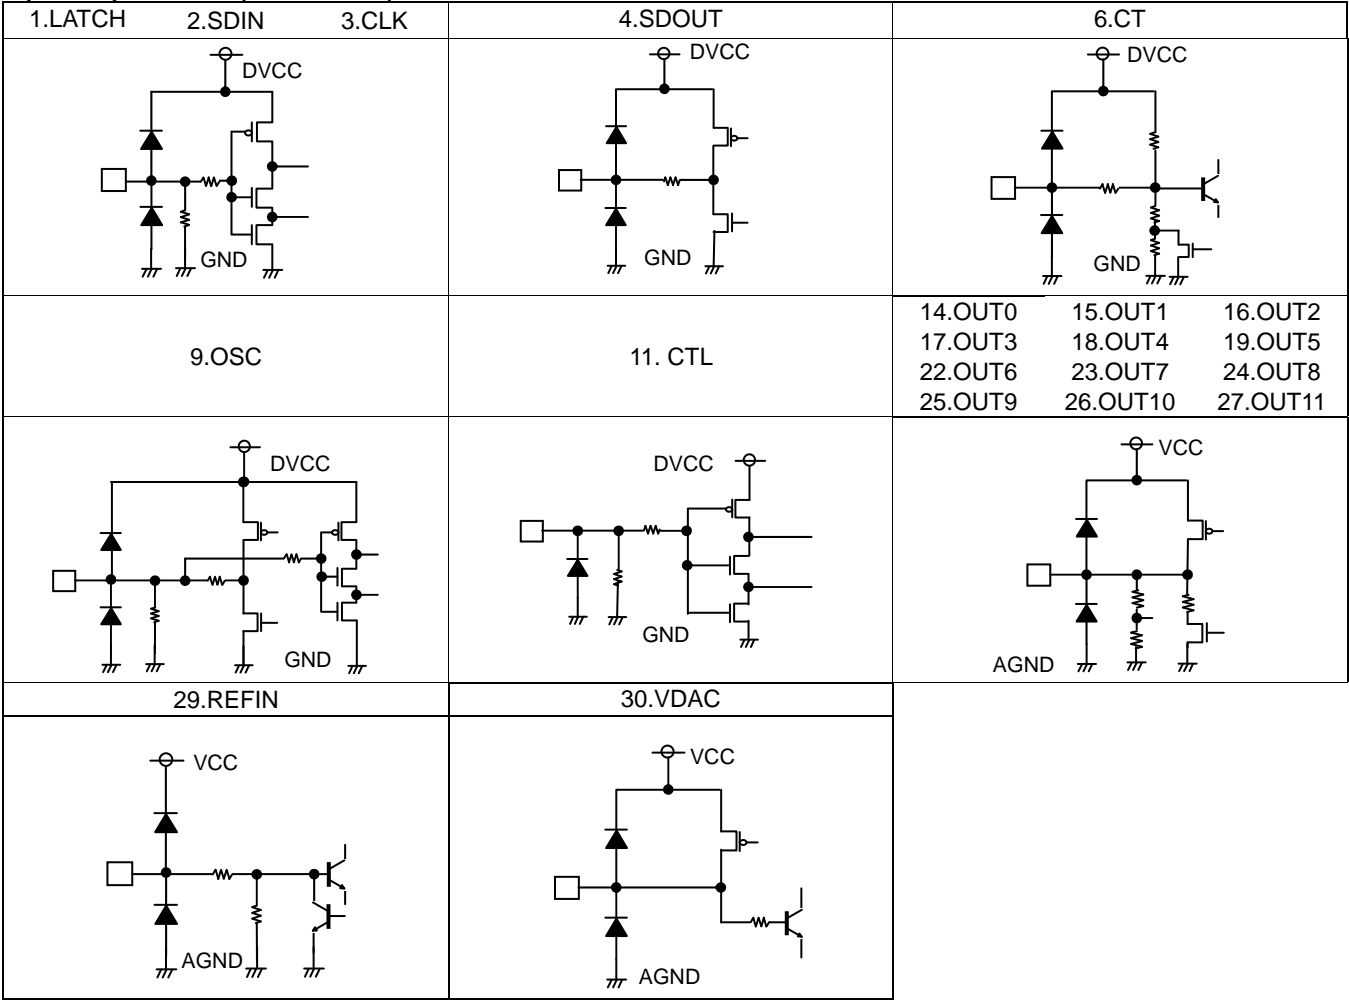 1.LATCH 2.SDIN 3.CLK
4.SDOUT
6.CT
DVCC
GND
DVCC
GND
DVCC
GND
9.OSC
11. CTL
14.OUT0 15.OUT1 16.OUT2
17.OUT3 18.OUT4 19.OUT5
22.OUT6 23.OUT7 24.OUT8
25.OUT9 26.OUT10 27.OUT11
DVCC
GND
DVCC
GND
VCC
AGND
29.REFIN
30.VDAC
VCC
AGND
VCC
AGND